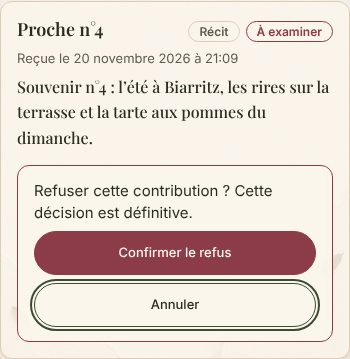 Proche n°4
Récit
À examiner
Reçue le 20 novembre 2026 à 21:09
Souvenir n°4 : l’été à Biarritz, les rires sur la
terrasse et la tarte aux pommes du
dimanche.
Refuser cette contribution ? Cette
décision est définitive.
Confirmer le refus
Annuler